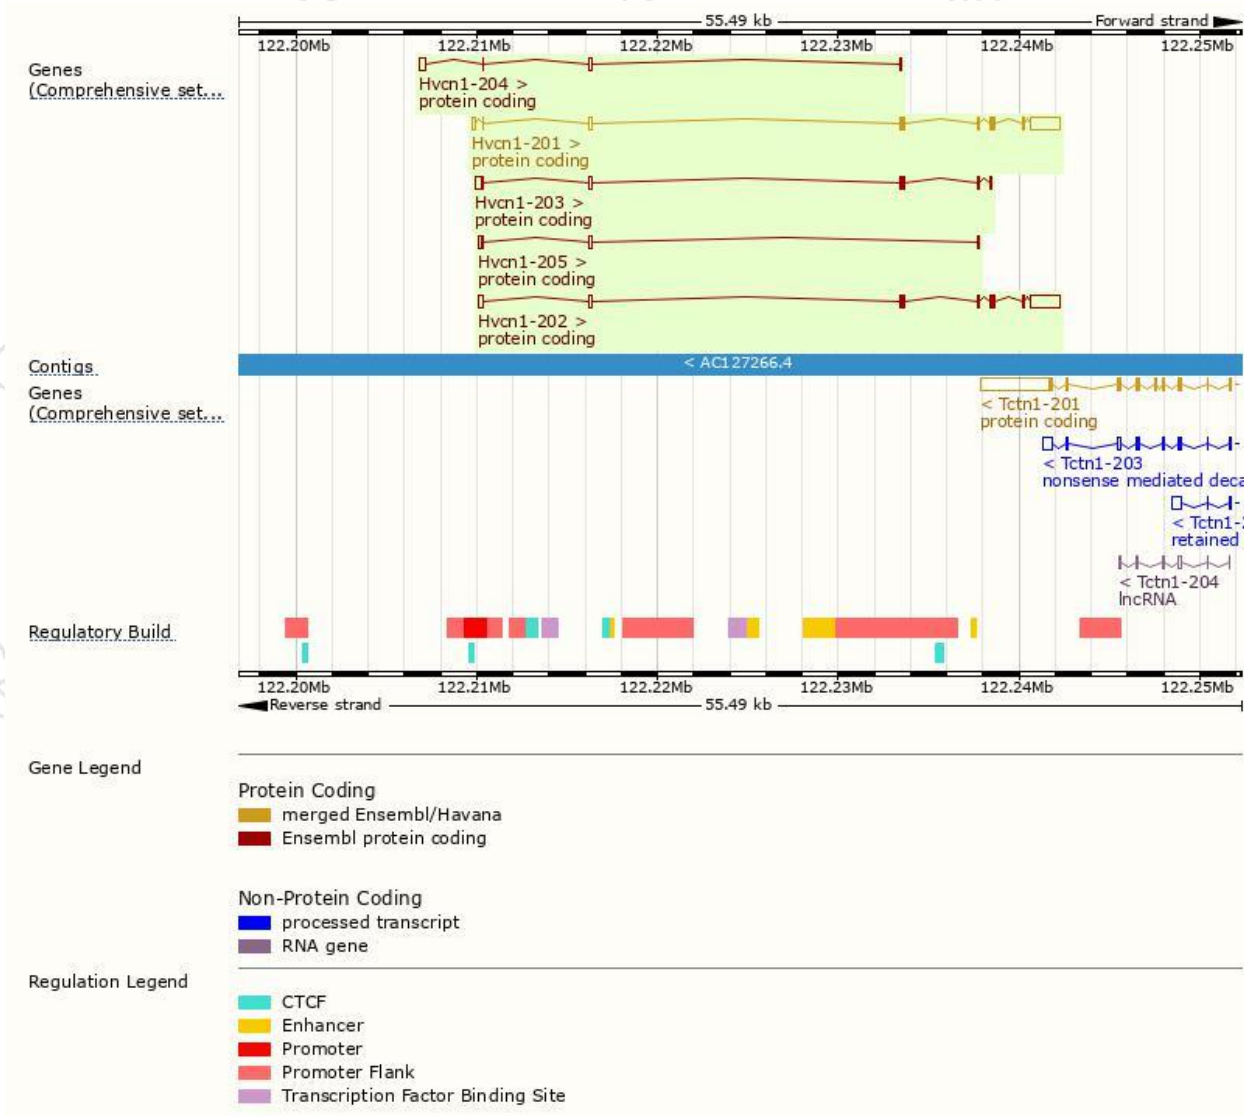 55.49 kb Forward strand
122.20Mb 122.21Mb 122.22Mb 122.23Mb 122.24Mb 122.25Mb
Genes
(Comprehensive set...
Hvcn1-204 >
protein coding
Hvcn1-201 >
protein coding
Hvcn1-203 >
protein coding
Hvcn1-205 >
protein coding
Hvcn1-202 >
protein coding
Contigs
< AC127266.4
Genes
(Comprehensive set...
< Tctn1-201
protein coding
< Tctn1-203
nonsense mediated deca
< Tctn1-
retained
< Tctn1-204
lncRNA
Regulatory Build
122.20Mb 122.21Mb 122.22Mb 122.23Mb 122.24Mb 122.25Mb
Reverse strand 55.49 kb
Gene Legend
Protein Coding
merged Ensembl/Havana
Ensembl protein coding
Non-Protein Coding
processed transcript
RNA gene
Regulation Legend
CTCF
Enhancer
Promoter
Promoter Flank
Transcription Factor Binding Site